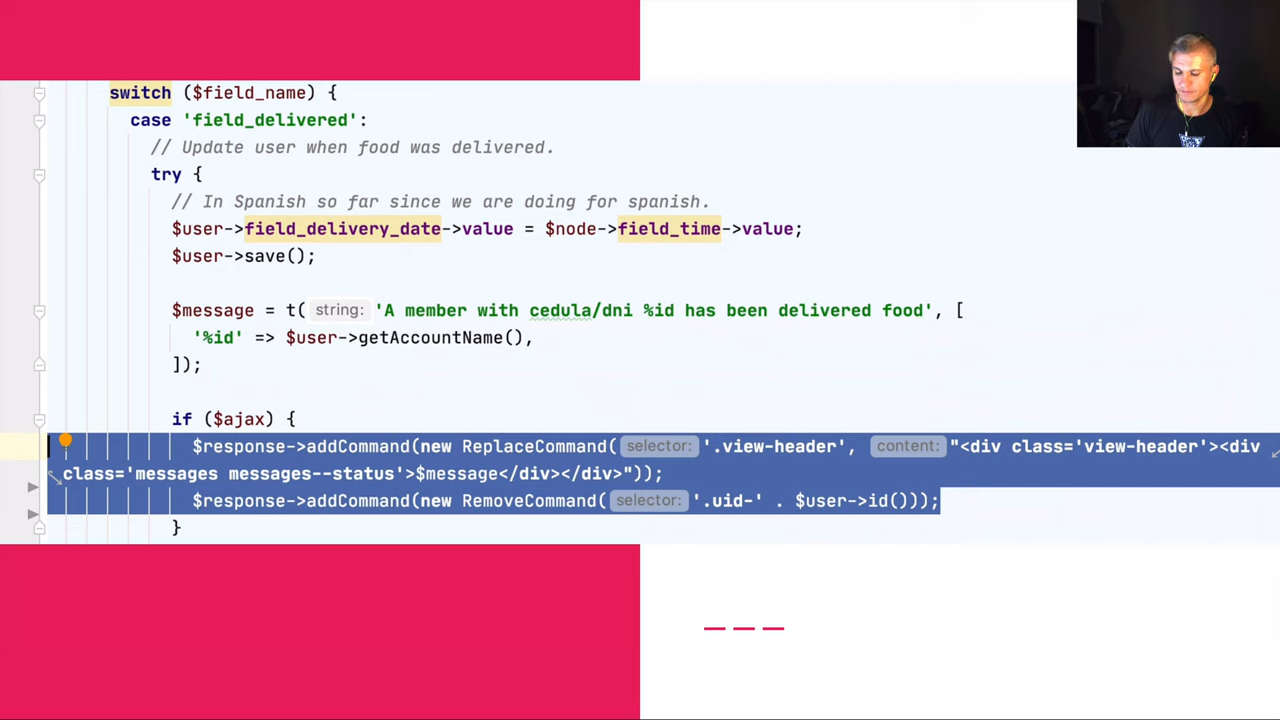 switch ($field_name) {
case 'field_delivered':
// Update user when food was delivered.
try {
// In Spanish so far since we are doing for spanish.
$user->field_delivery_date->value = $node->field_time->value;
$user->save();
$message = t( string: 'A member with cedula/dni %id has been delivered food', [
'%id' => $user->getAccountName(),
]);
if ($ajax) {
$response->addCommand(new ReplaceCommand( selector: '.view-header', content: "<div class='view-header'><div
class='messages messages--status'>$message</div></div>"));
$response->addCommand(new RemoveCommand( selector: '.uid-' . $user->id()));
}